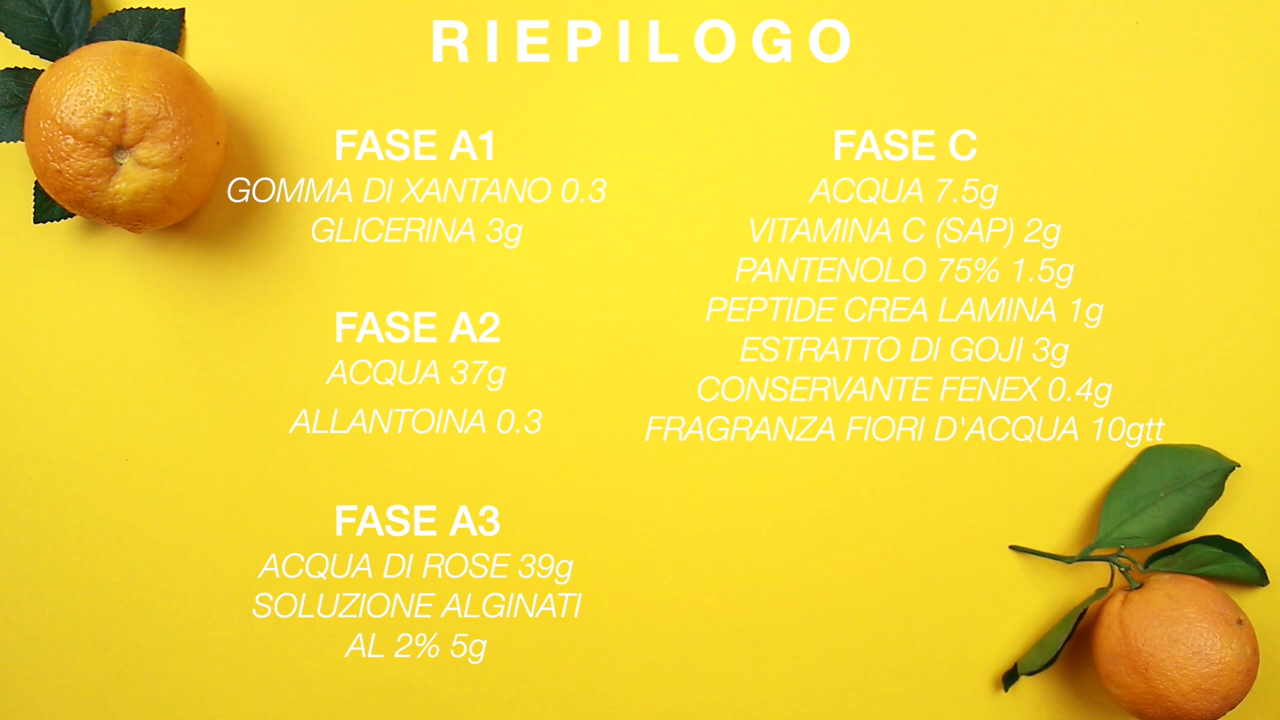 RIEPILOGO
FASE A1
GOMMA DI XANTANO 0.3
GLICERINA 3g
FASE A2
ACQUA 37g
ALLANTOINA 0.3
FASE A3
ACQUA DI ROSE 39g
SOLUZIONE ALGINATI
AL 2% 5g
FASE C
ACQUA 7.5g
VITAMINA C (SAP) 2g
PANTENOLO 75% 1.5g
PEPTIDE CREA LAMINA 1g
ESTRATTO DI GOJI 3g
CONSERVANTE FENEX 0.4g
FRAGRANZA FIORI D'ACQUA 10gtt